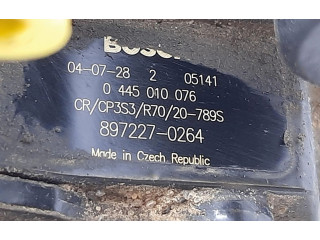 BOSCH
04-07-28 2 05141
0 445 010 076
CR/CP3S3/R70/20-789S
897227-0264
Made in Czech Republic